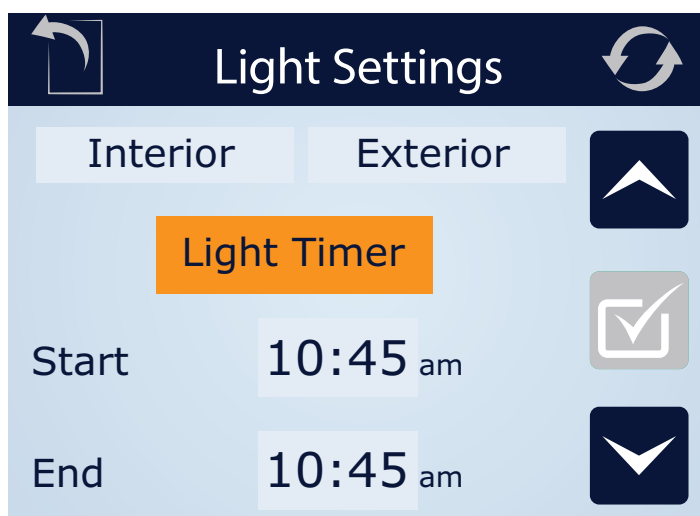 Light Settings
Interior Exterior
Light Timer
Start 10:45 am
End 10:45 am